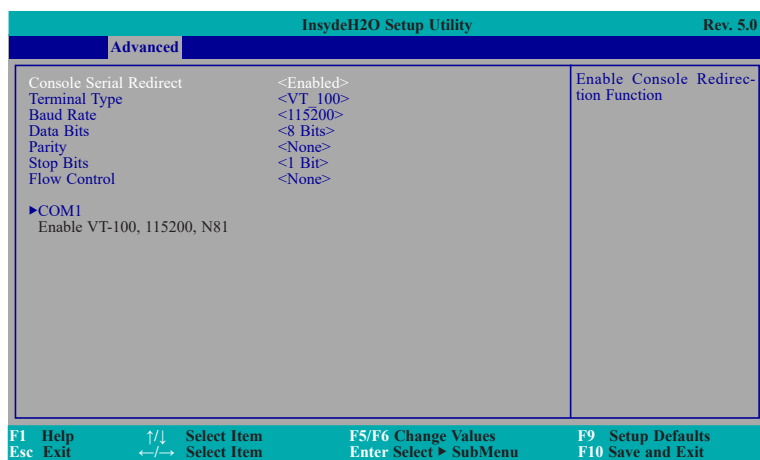 InsydeH2O Setup Utility Rev. 5.0
Advanced
Console Serial Redirect <Enabled>
Terminal Type <VT_100>
Baud Rate <115200>
Data Bits <8 Bits>
Parity <None>
Stop Bits <1 Bit>
Flow Control <None>
▶COM1
Enable VT-100, 115200, N81
Enable Console Redirec-
tion Function
F1 Help ↑/↓ Select Item F5/F6 Change Values F9 Setup Defaults
Esc Exit ←/→ Select Item Enter Select ▶ SubMenu F10 Save and Exit